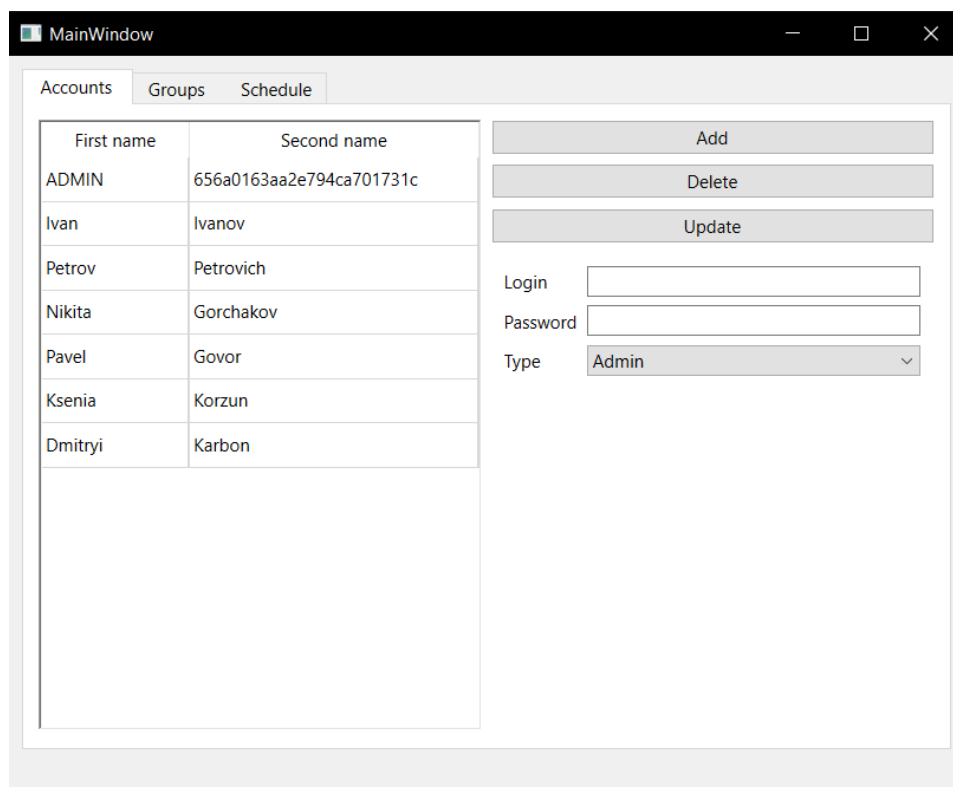 MainWindow
Accounts Groups Schedule
First name Second name
ADMIN 656a0163aa2e794ca701731c
Ivan Ivanov
Petrov Petrovich
Nikita Gorchakov
Pavel Govor
Ksenia Korzun
Dmitryi Karbon
Add
Delete
Update
Login
Password
Type Admin